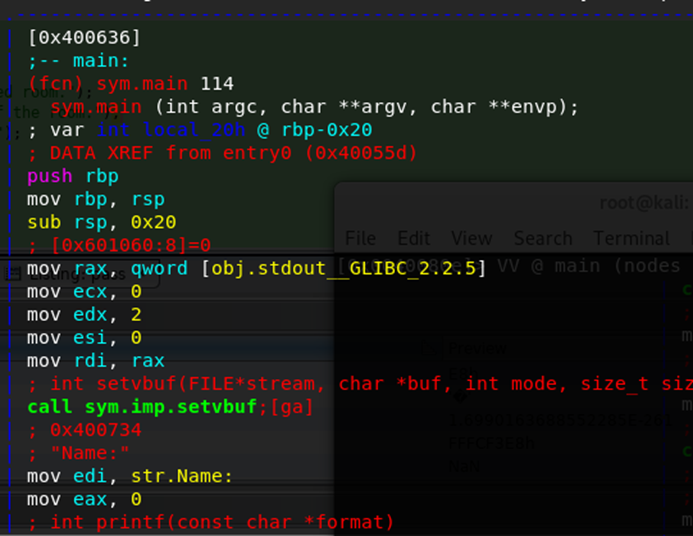 [0x400636]
;-- main:
(fcn) sym.main 114
sym.main (int argc, char **argv, char **envp);
; var int local_20h @ rbp-0x20
; DATA XREF from entry0 (0x40055d)
push rbp
mov rbp, rsp
sub rsp, 0x20
root@kali:
File Edit View Search Terminal
; [0x601060:8]=0
mov rax, qword [obj.stdout__GLIBC_2.2.5]
VV @ main (nodes
mov ecx, 0
mov edx, 2
mov esi, 0
mov rdi, rax
; int setvbuf(FILE*stream, char *buf, int mode, size_t siz
call sym.imp.setvbuf;[ga]
; 0x400734
; "Name:"
mov edi, str.Name:
mov eax, 0
; int printf(const char *format)